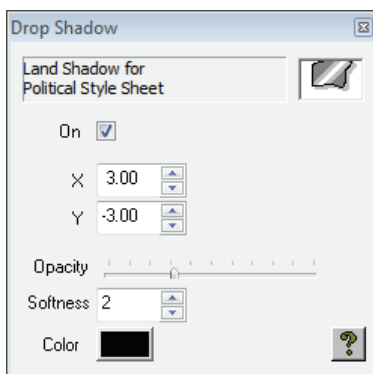 Drop Shadow
Land Shadow for
Political Style Sheet
On
X 3.00
Y -3.00
Opacity
Softness 2
Color
?